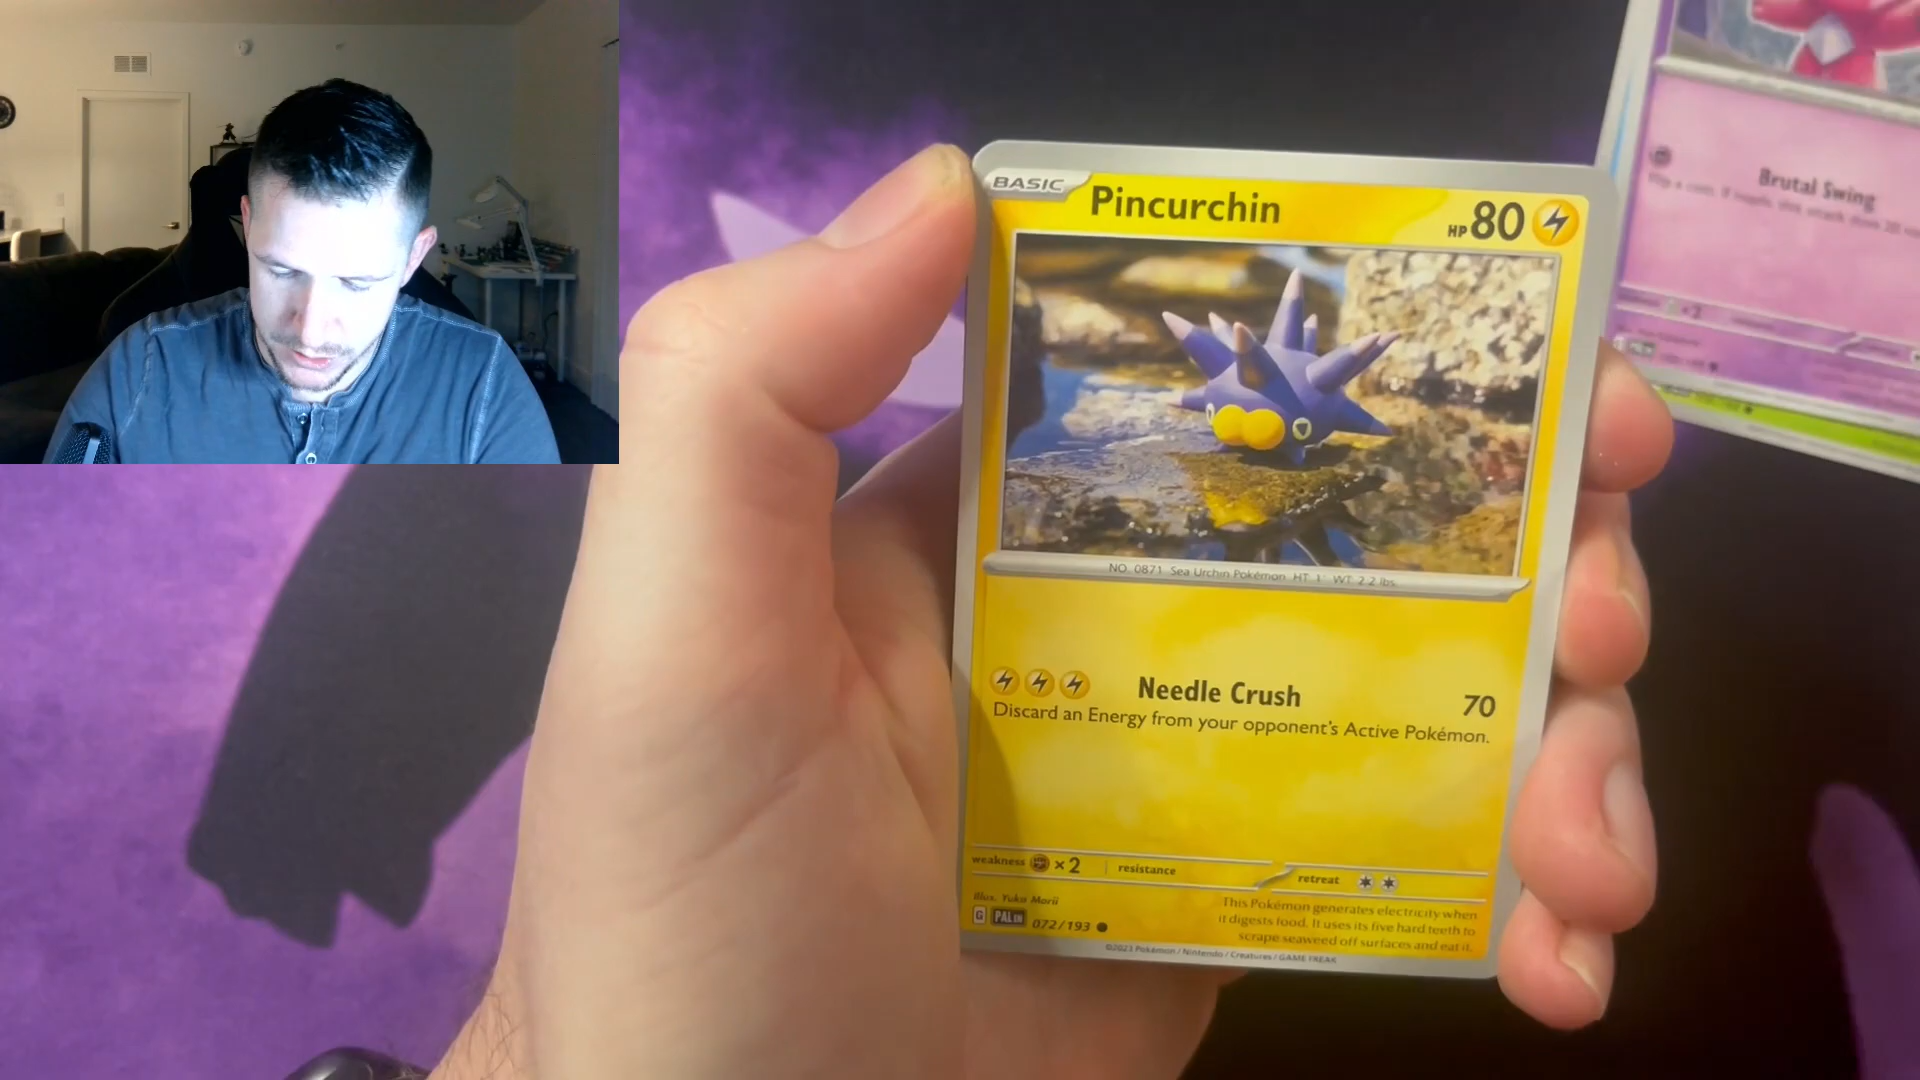 BASIC
Pincurchin
HP 80
NO. 0871 Sea Urchin Pokémon HT 1' WT 2.2 lbs.
Needle Crush 70
Discard an Energy from your opponent's Active Pokémon.
weakness ×2 resistance retreat
Illus. Yuka Morii
G PAL EN 072/193
This Pokémon generates electricity when
it digests food. It uses its five hard teeth to
scrape seaweed off surfaces and eat it.
©2023 Pokémon / Nintendo / Creatures / GAME FREAK
Brutal Swing
×2